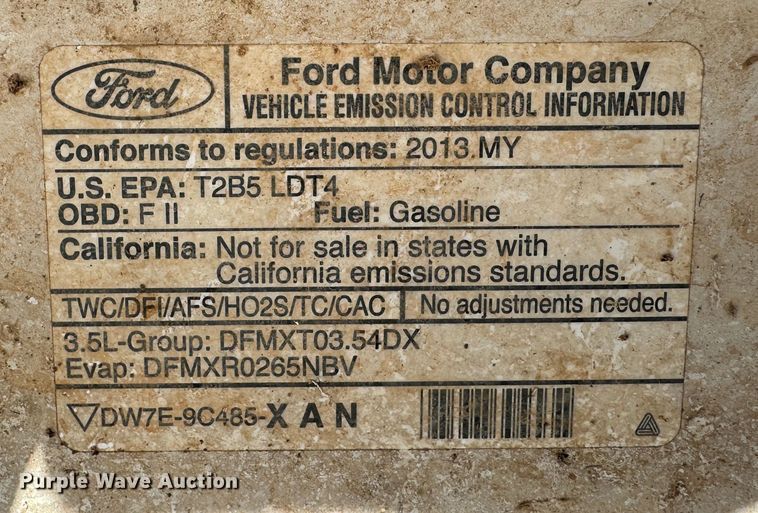 Ford
Ford Motor Company
VEHICLE EMISSION CONTROL INFORMATION
Conforms to regulations: 2013 MY
U.S. EPA: T2B5 LDT4
OBD: F II Fuel: Gasoline
California: Not for sale in states with
California emissions standards.
TWC/DFI/AFS/HO2S/TC/CAC No adjustments needed.
3.5L-Group: DFMXT03.54DX
Evap: DFMXR0265NBV
DW7E-9C485-X A N
Purple Wave Auction